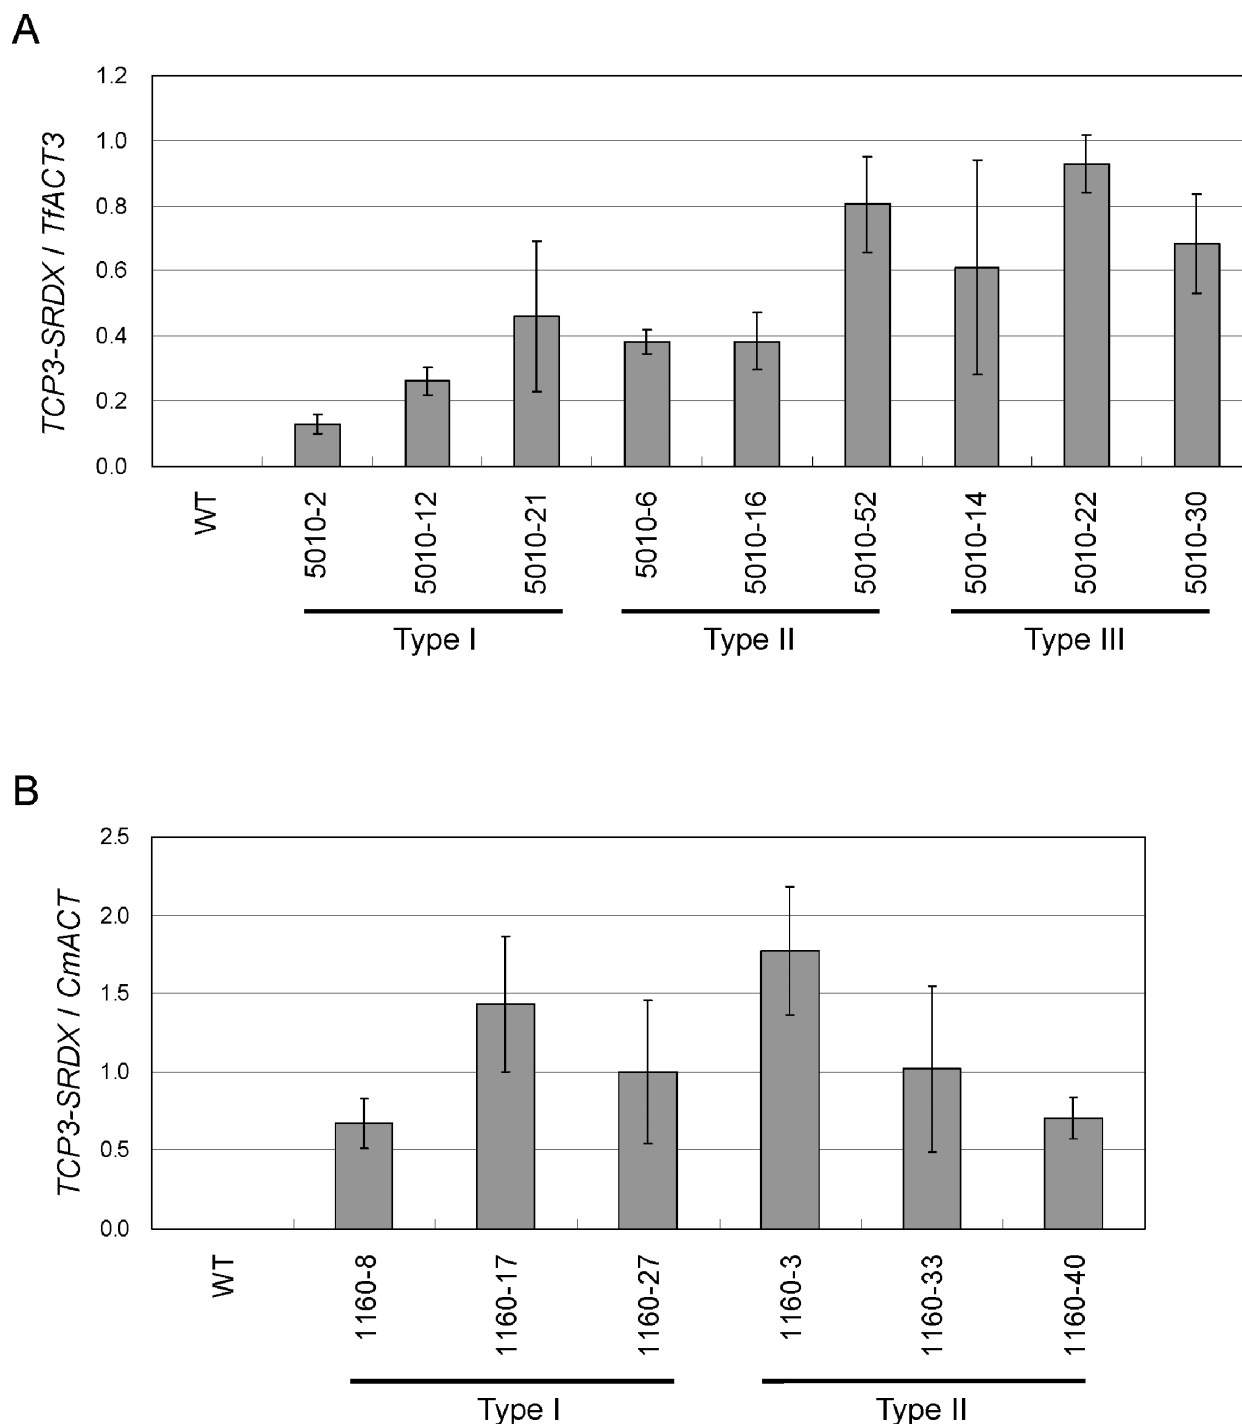 A
TCP3-SRDX / TfACT3
1.2
1.0
0.8
0.6
0.4
0.2
0.0
WT
5010-2
5010-12
5010-21
5010-6
5010-16
5010-52
5010-14
5010-22
5010-30
Type I
Type II
Type III
B
TCP3-SRDX / CmACT
2.5
2.0
1.5
1.0
0.5
0.0
WT
1160-8
1160-17
1160-27
1160-3
1160-33
1160-40
Type I
Type II